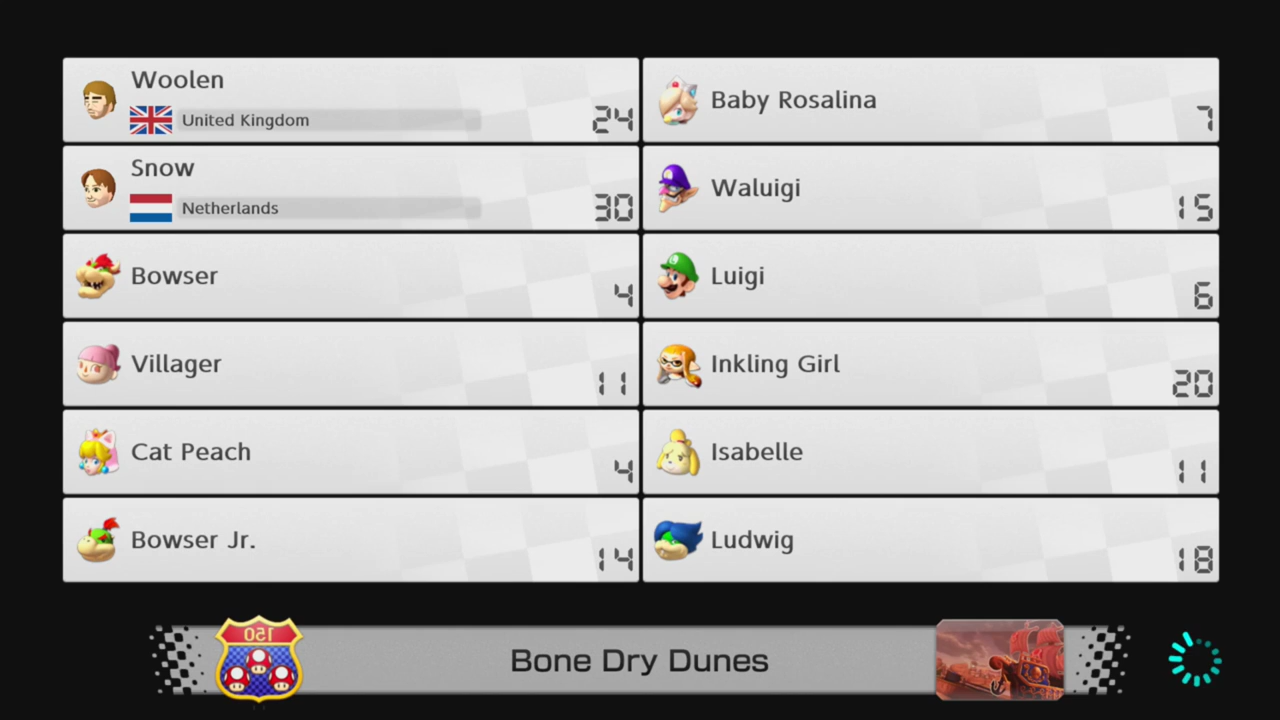 Woolen
United Kingdom
24
Snow
Netherlands
30
Bowser
4
Villager
11
Cat Peach
4
Bowser Jr.
14
Baby Rosalina
7
Waluigi
15
Luigi
6
Inkling Girl
20
Isabelle
11
Ludwig
18
150
Bone Dry Dunes